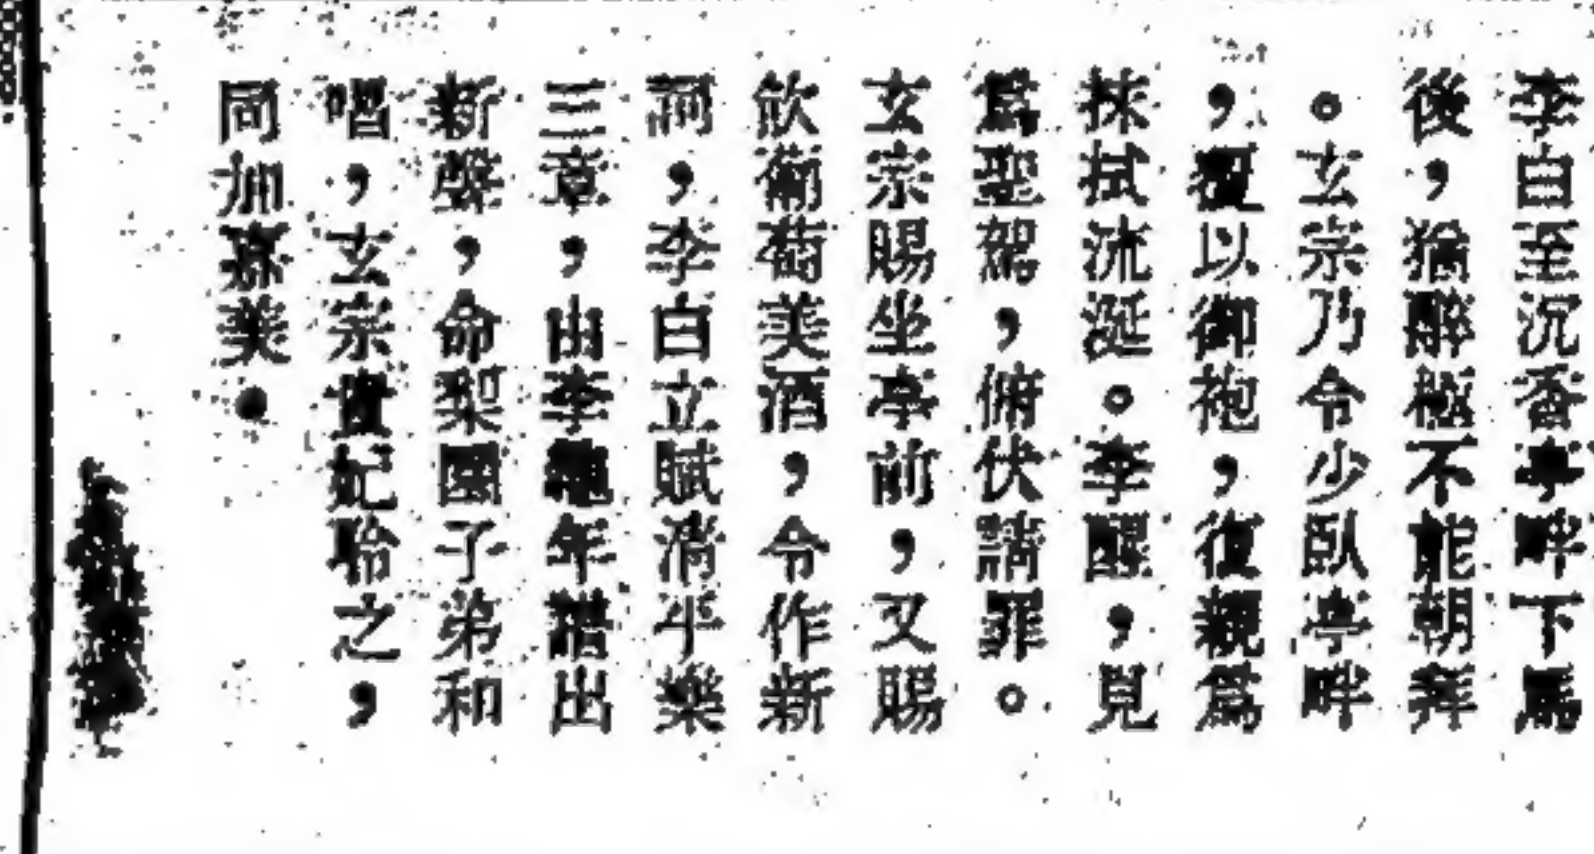 李白至沉香亭畔下馬
後，猶醉極不能朝拜
。玄宗乃令少臥亭畔
，覆以御袍，復親爲
抹拭流涎。李醒，見
爲聖駕，俯伏請罪。
玄宗賜坐亭前，又賜
飲葡萄美酒，令作新
詞，李白立賦清平樂
三章，由李龜年譜出
新聲，命梨園子弟和
唱，玄宗貴妃聆之，
同加嘉美。